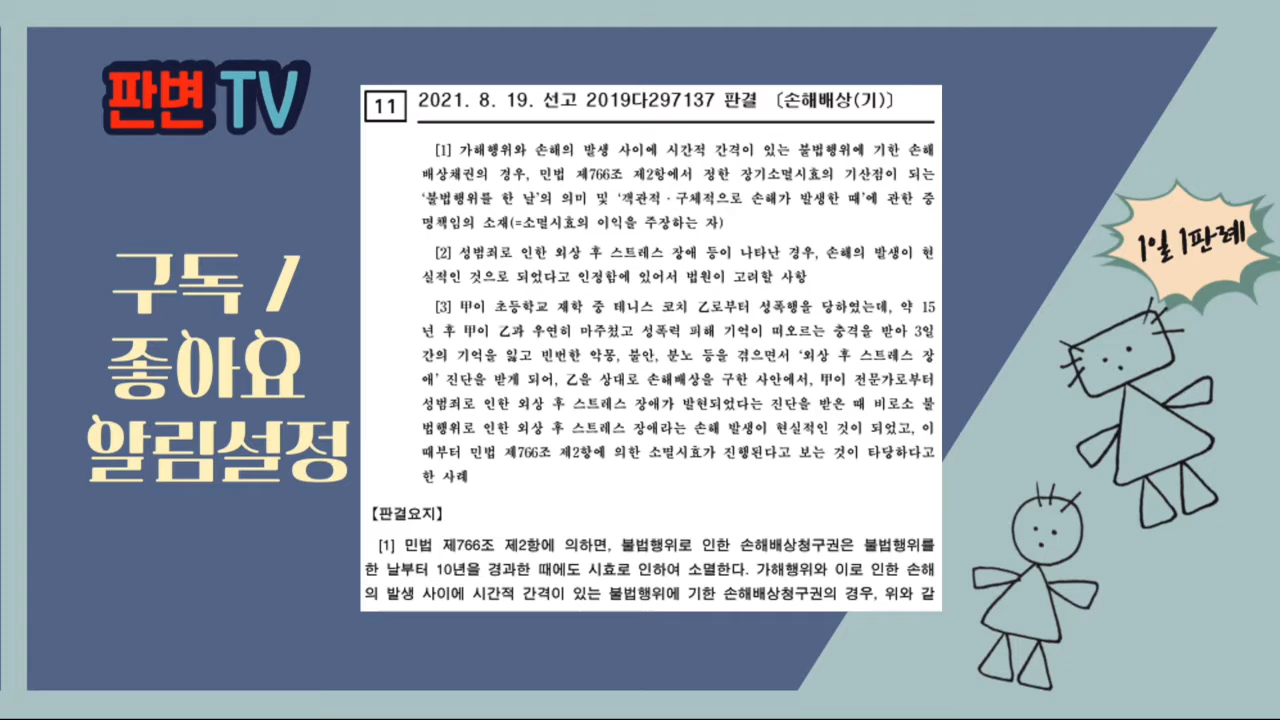 판변 TV
구독 /
좋아요
알림설정
11 2021. 8. 19. 선고 2019다297137 판결 〔손해배상(기)〕
[1] 가해행위와 손해의 발생 사이에 시간적 간격이 있는 불법행위에 기한 손해
배상채권의 경우, 민법 제766조 제2항에서 정한 장기소멸시효의 기산점이 되는
‘불법행위를 한 날’의 의미 및 ‘객관적·구체적으로 손해가 발생한 때’에 관한 증
명책임의 소재(=소멸시효의 이익을 주장하는 자)
[2] 성범죄로 인한 외상 후 스트레스 장애 등이 나타난 경우, 손해의 발생이 현
실적인 것으로 되었다고 인정함에 있어서 법원이 고려할 사항
[3] 甲이 초등학교 재학 중 테니스 코치 乙로부터 성폭행을 당하였는데, 약 15
년 후 甲이 乙과 우연히 마주쳤고 성폭력 피해 기억이 떠오르는 충격을 받아 3일
간의 기억을 잃고 빈번한 악몽, 불안, 분노 등을 겪으면서 ‘외상 후 스트레스 장
애’ 진단을 받게 되어, 乙을 상대로 손해배상을 구한 사안에서, 甲이 전문가로부터
성범죄로 인한 외상 후 스트레스 장애가 발현되었다는 진단을 받은 때 비로소 불
법행위로 인한 외상 후 스트레스 장애라는 손해 발생이 현실적인 것이 되었고, 이
때부터 민법 제766조 제2항에 의한 소멸시효가 진행된다고 보는 것이 타당하다고
한 사례
【판결요지】
[1] 민법 제766조 제2항에 의하면, 불법행위로 인한 손해배상청구권은 불법행위를
한 날부터 10년을 경과한 때에도 시효로 인하여 소멸한다. 가해행위와 이로 인한 손해
의 발생 사이에 시간적 간격이 있는 불법행위에 기한 손해배상청구권의 경우, 위와 같
1일 1판례